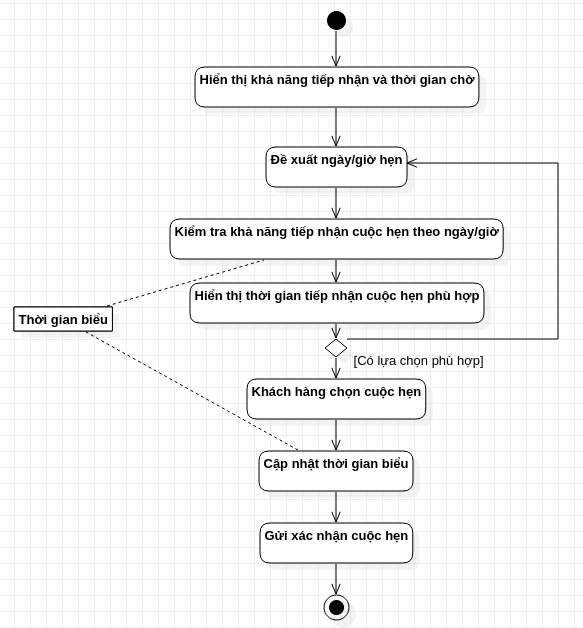 Hiển thị khả năng tiếp nhận và thời gian chờ
Đề xuất ngày/giờ hẹn
Kiểm tra khả năng tiếp nhận cuộc hẹn theo ngày/giờ
Hiển thị thời gian tiếp nhận cuộc hẹn phù hợp
Thời gian biểu
[Có lựa chọn phù hợp]
Khách hàng chọn cuộc hẹn
Cập nhật thời gian biểu
Gửi xác nhận cuộc hẹn